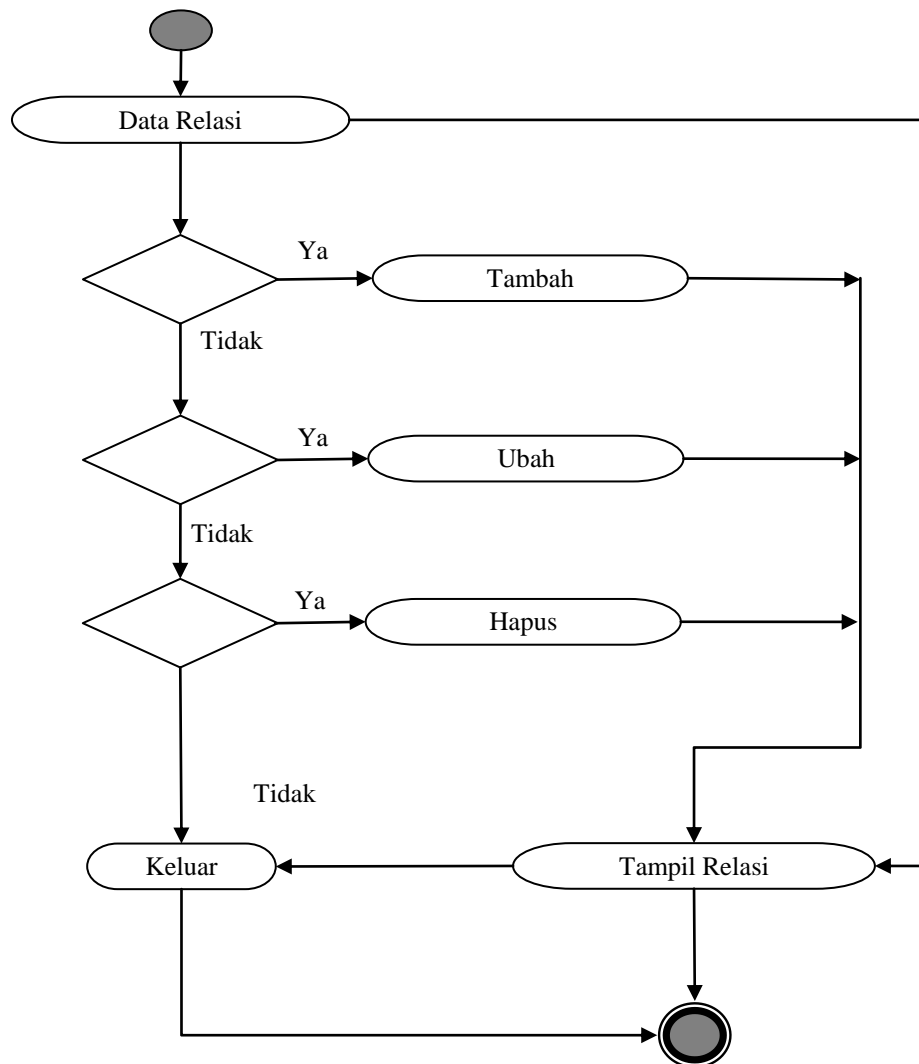 Data Relasi
Ya
Tambah
Tidak
Ya
Ubah
Tidak
Ya
Hapus
Tidak
Keluar
Tampil Relasi